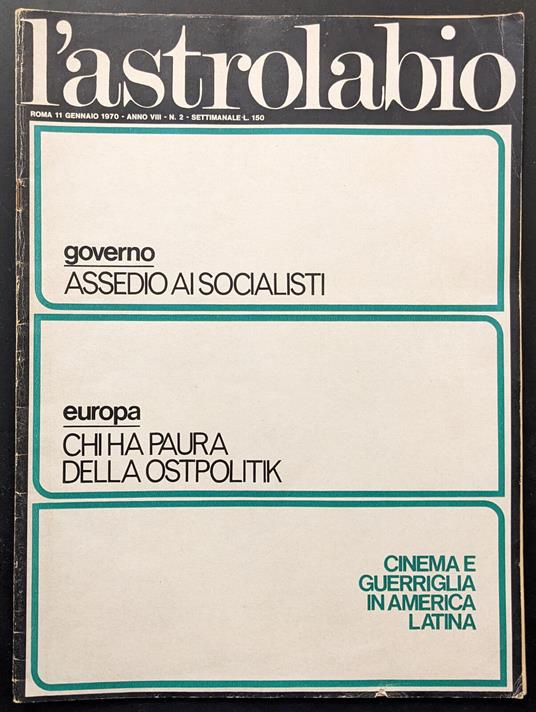 l'astrolabio
ROMA 11 GENNAIO 1970 - ANNO VIII - N. 2 - SETTIMANALE-L. 150
governo
ASSEDIO AI SOCIALISTI
europa
CHI HA PAURA
DELLA OSTPOLITIK
CINEMA E
GUERRIGLIA
IN AMERICA
LATINA